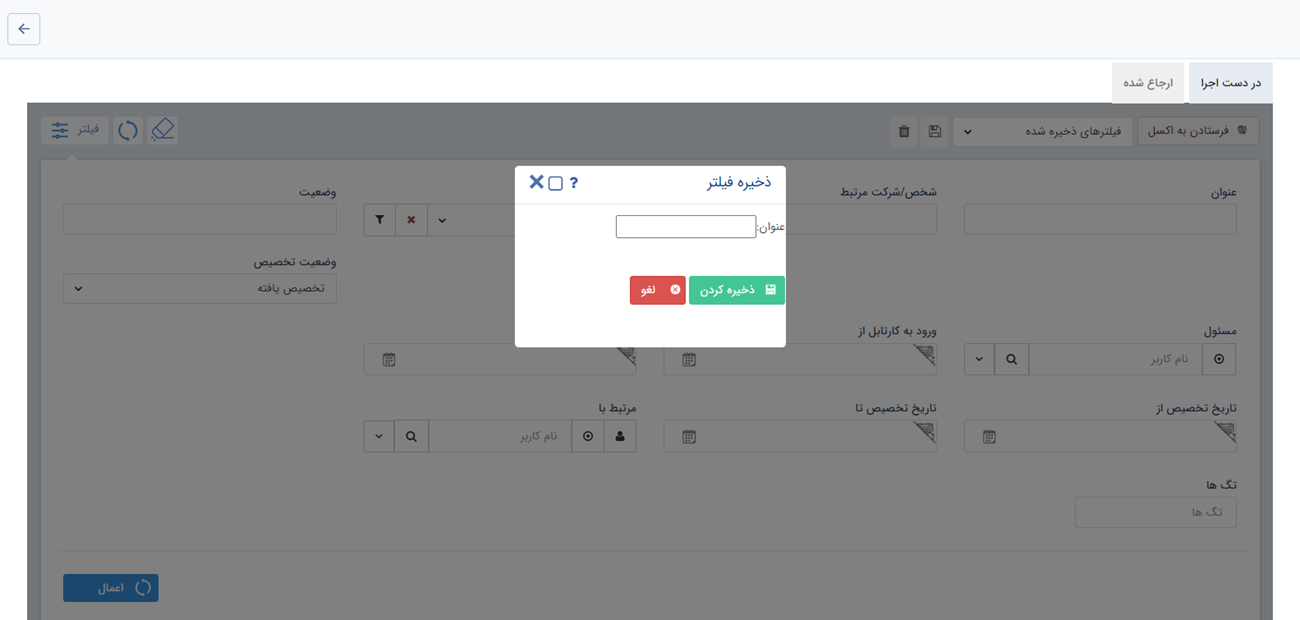 در دست اجرا
ارجاع شده
فرستادن به اکسل
فیلترهای ذخیره شده
فیلتر
ذخیره فیلتر
?
عنوان:
ذخیره کردن
لغو
عنوان
شخص/شرکت مرتبط
وضعیت
وضعیت تخصیص
تخصیص یافته
مسئول
ورود به کارتابل از
نام کاربر
تاریخ تخصیص از
تاریخ تخصیص تا
مرتبط با
نام کاربر
تگ ها
تگ ها
اعمال